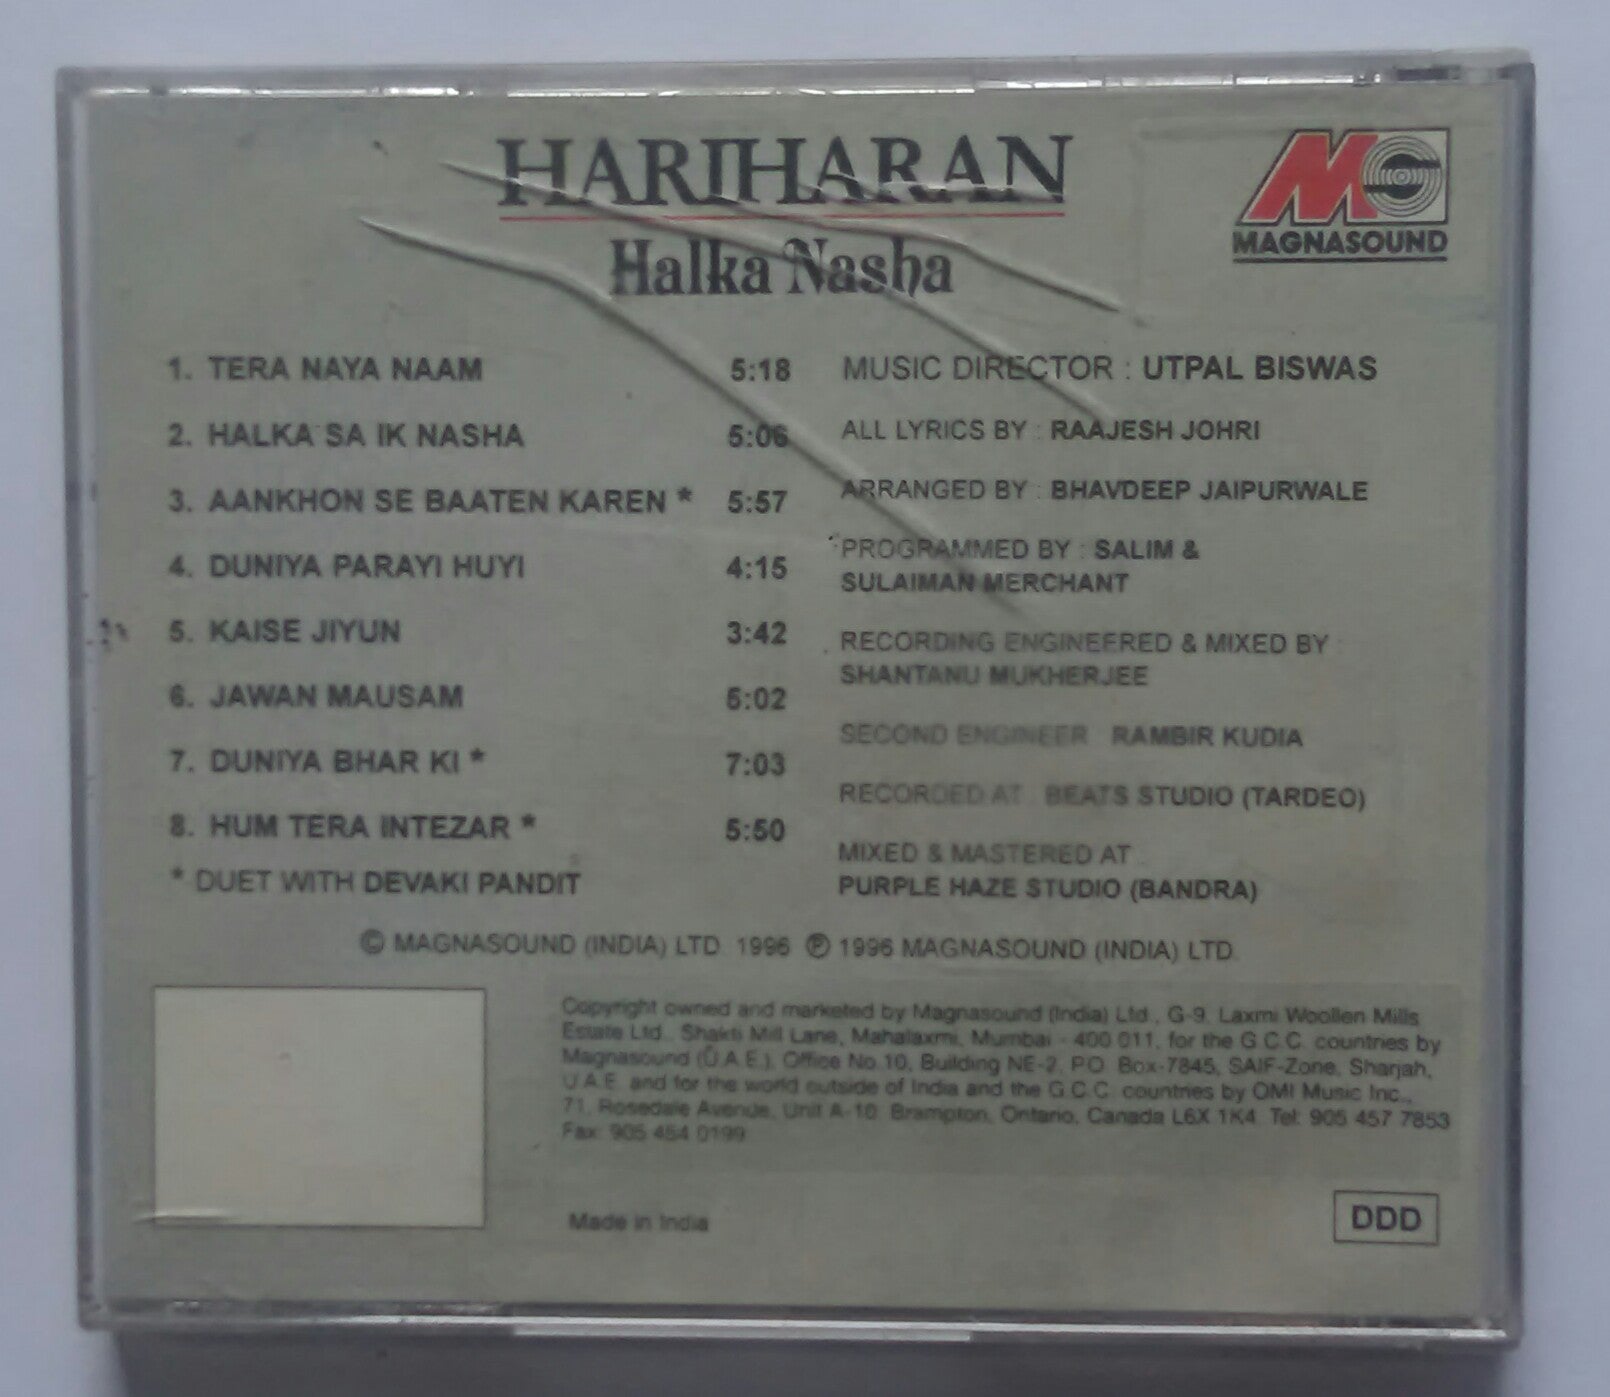 HARIHARAN
Halka Nasha
MAGNASOUND
1. TERA NAYA NAAM 5:18
2. HALKA SA IK NASHA 5:06
3. AANKHON SE BAATEN KAREN * 5:57
4. DUNIYA PARAYI HUYI 4:15
5. KAISE JIYUN 3:42
6. JAWAN MAUSAM 6:02
7. DUNIYA BHAR KI * 7:03
8. HUM TERA INTEZAR * 5:50
* DUET WITH DEVAKI PANDIT
MUSIC DIRECTOR : UTPAL BISWAS
ALL LYRICS BY : RAAJESH JOHRI
ARRANGED BY : BHAVDEEP JAIPURWALE
PROGRAMMED BY : SALIM &
SULAIMAN MERCHANT
RECORDING ENGINEERED & MIXED BY :
SHANTANU MUKHERJEE
SECOND ENGINEER : RAMBIR KUDIA
RECORDED AT : BEATS STUDIO (TARDEO)
MIXED & MASTERED AT :
PURPLE HAZE STUDIO (BANDRA)
© MAGNASOUND (INDIA) LTD. 1996 ℗ 1996 MAGNASOUND (INDIA) LTD.
Copyright owned and marketed by Magnasound (India) Ltd., G-9, Laxmi Woollen Mills
Estate Ltd., Shakti Mill Lane, Mahalaxmi, Mumbai - 400 011, for the G.C.C. countries by
Magnasound (U.A.E.), Office No.10, Building NE-2, P.O. Box-7845, SAIF-Zone, Sharjah,
U.A.E. and for the world outside of India and the G.C.C. countries by OMI Music Inc.,
71, Rosedale Avenue, Unit A-10, Brampton, Ontario, Canada L6X 1K4. Tel: 905 457 7853
Fax: 905 454 0199
Made in India
DDD